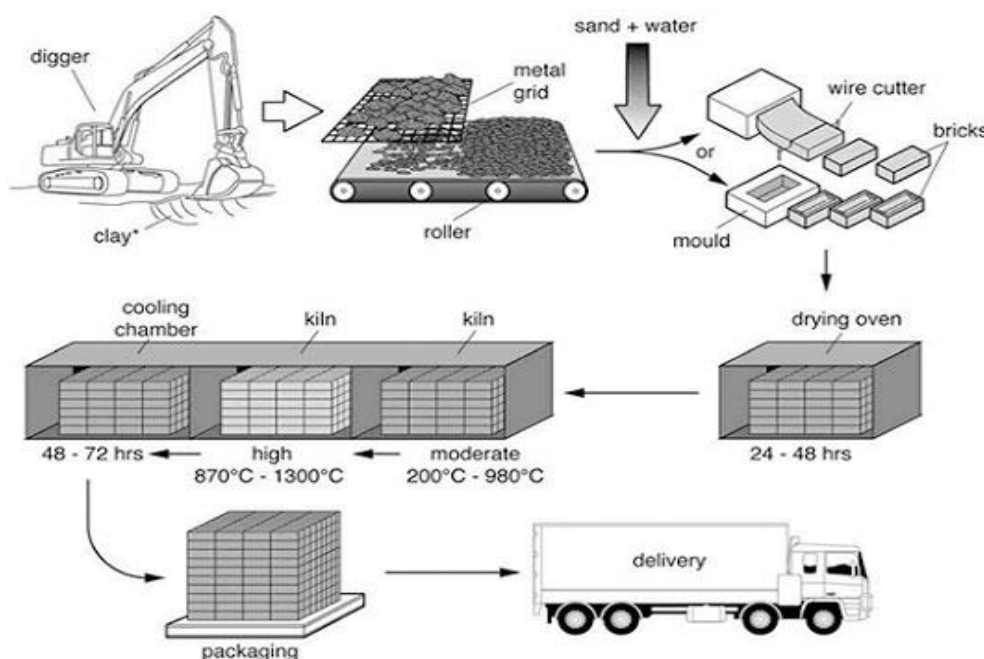 digger
clay*
metal
grid
roller
sand + water
or
wire cutter
bricks
mould
drying oven
24 - 48 hrs
cooling
chamber
kiln
kiln
48 - 72 hrs
high
870°C - 1300°C
moderate
200°C - 980°C
packaging
delivery